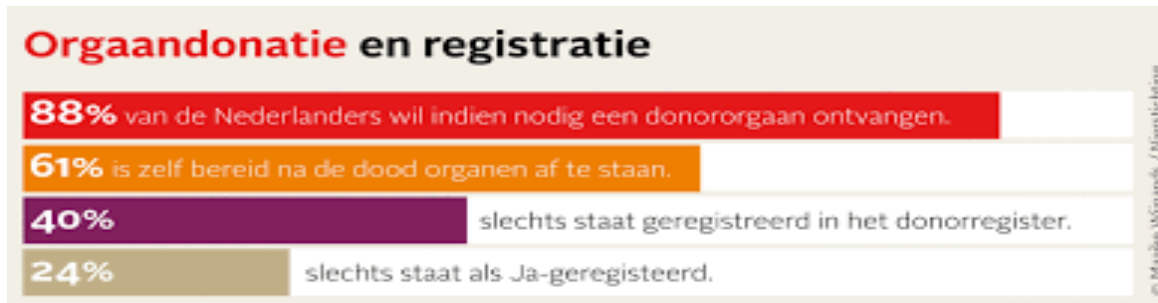 Orgaandonatie en registratie
88% van de Nederlanders wil indien nodig een donororgaan ontvangen.
61% is zelf bereid na de dood organen af te staan.
40% slechts staat geregistreerd in het donorregister.
24% slechts staat als Ja-geregisteerd.